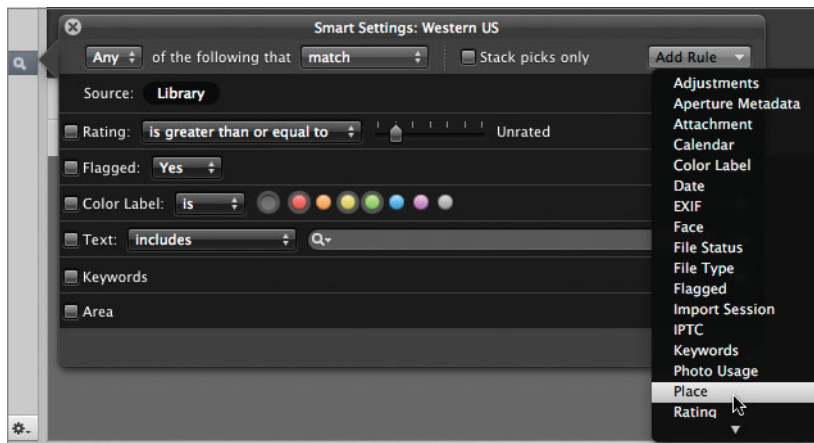 Smart Settings: Western US
Any of the following that match Stack picks only Add Rule
Source: Library
Rating: is greater than or equal to Unrated
Flagged: Yes
Color Label: is
Text: includes
Keywords
Area
Adjustments
Aperture Metadata
Attachment
Calendar
Color Label
Date
EXIF
Face
File Status
File Type
Flagged
Import Session
IPTC
Keywords
Photo Usage
Place
Rating